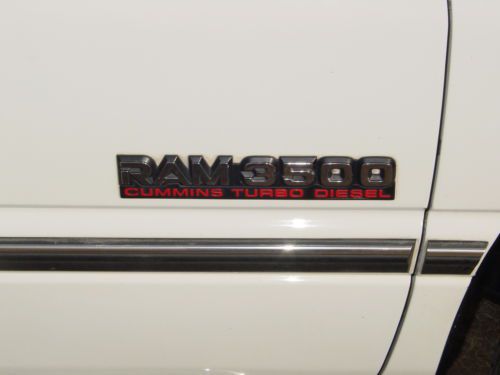 RAM 3500
CUMMINS TURBO DIESEL